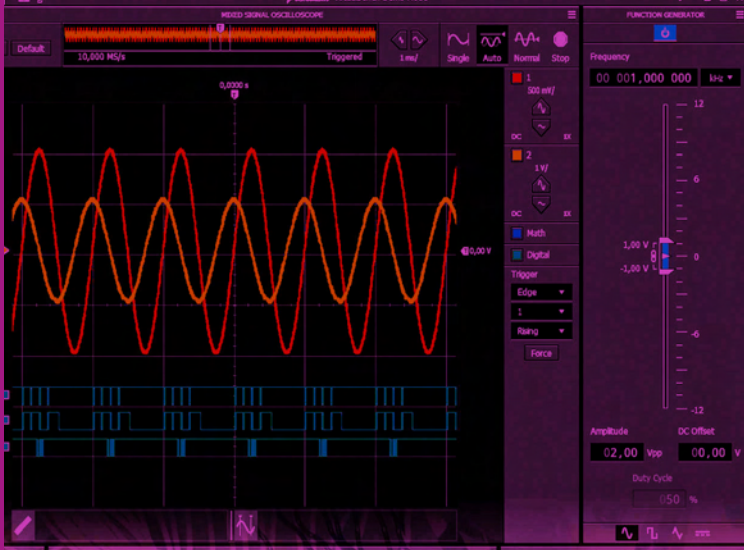 MIXED SIGNAL OSCILLOSCOPE
Default
10,000 MS/s
Triggered
1 ms/
Single
Auto
Normal
Stop
0,0000 s
T
1
500 mV/
DC
1X
2
1 V/
DC
1X
0,00 V
Math
Digital
Trigger
Edge
1
Rising
Force
FUNCTION GENERATOR
Frequency
00 001,000 000
kHz
12
6
1,00 V
0
-1,00 V
-6
-12
Amplitude
DC Offset
02,00 Vpp
00,00 V
Duty Cycle
050 %